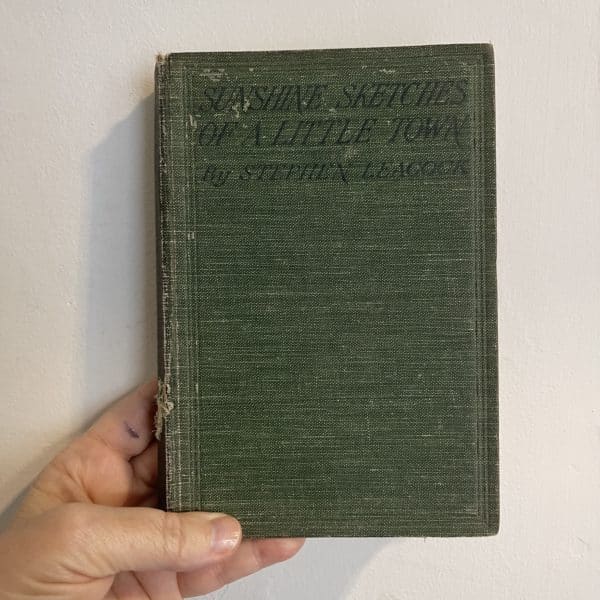 SUNSHINE SKETCHES
OF A LITTLE TOWN
By STEPHEN LEACOCK